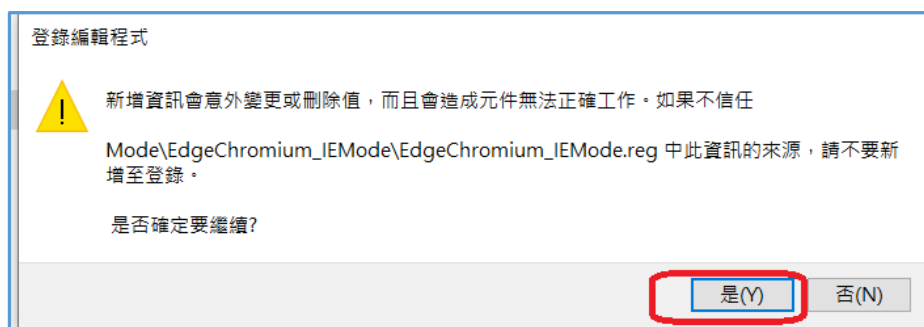 登錄編輯程式
新增資訊會意外變更或刪除值，而且會造成元件無法正確工作。如果不信任
Mode\EdgeChromium_IEMode\EdgeChromium_IEMode.reg 中此資訊的來源，請不要新
增至登錄。
是否確定要繼續?
是(Y)
否(N)